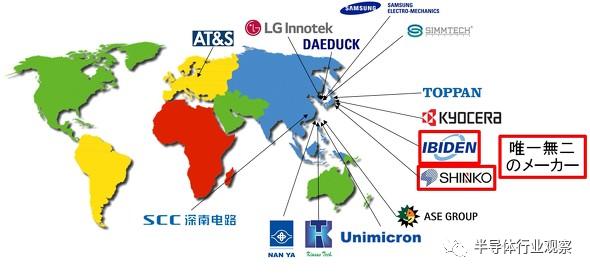 SAMSUNG
SAMSUNG
ELECTRO-MECHANICS
LG Innotek
SIMMTECH
AT&S
DAEDUCK
TOPPAN
KYOCERA
IBIDEN
唯一無二
のメーカー
SHINKO
SCC 深南电路
ASE GROUP
NAN YA
Kinsus Tech.
Unimicron
半导体行业观察